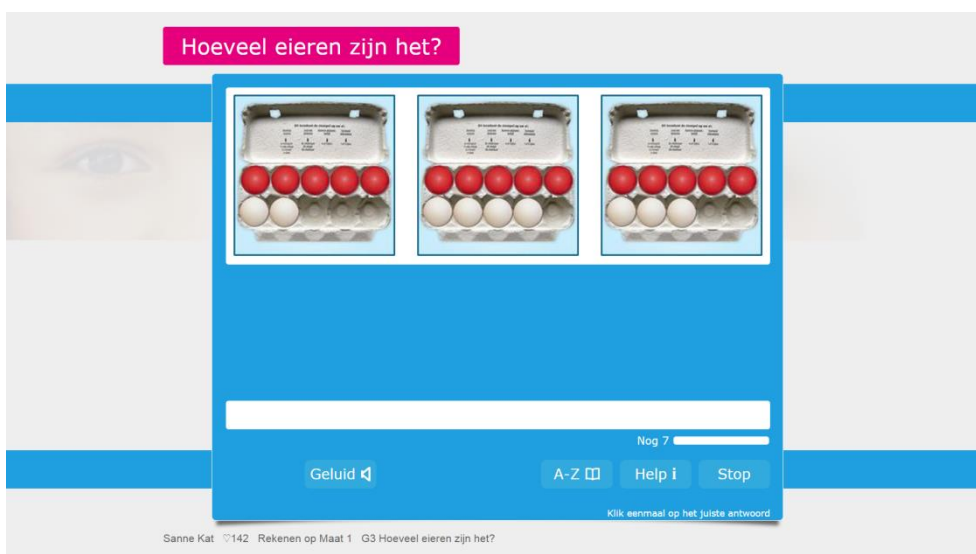 Hoeveel eieren zijn het?
Nog 7
Geluid
A-Z
Help i
Stop
Klik eenmaal op het juiste antwoord
Sanne Kat ♡142 Rekenen op Maat 1 G3 Hoeveel eieren zijn het?